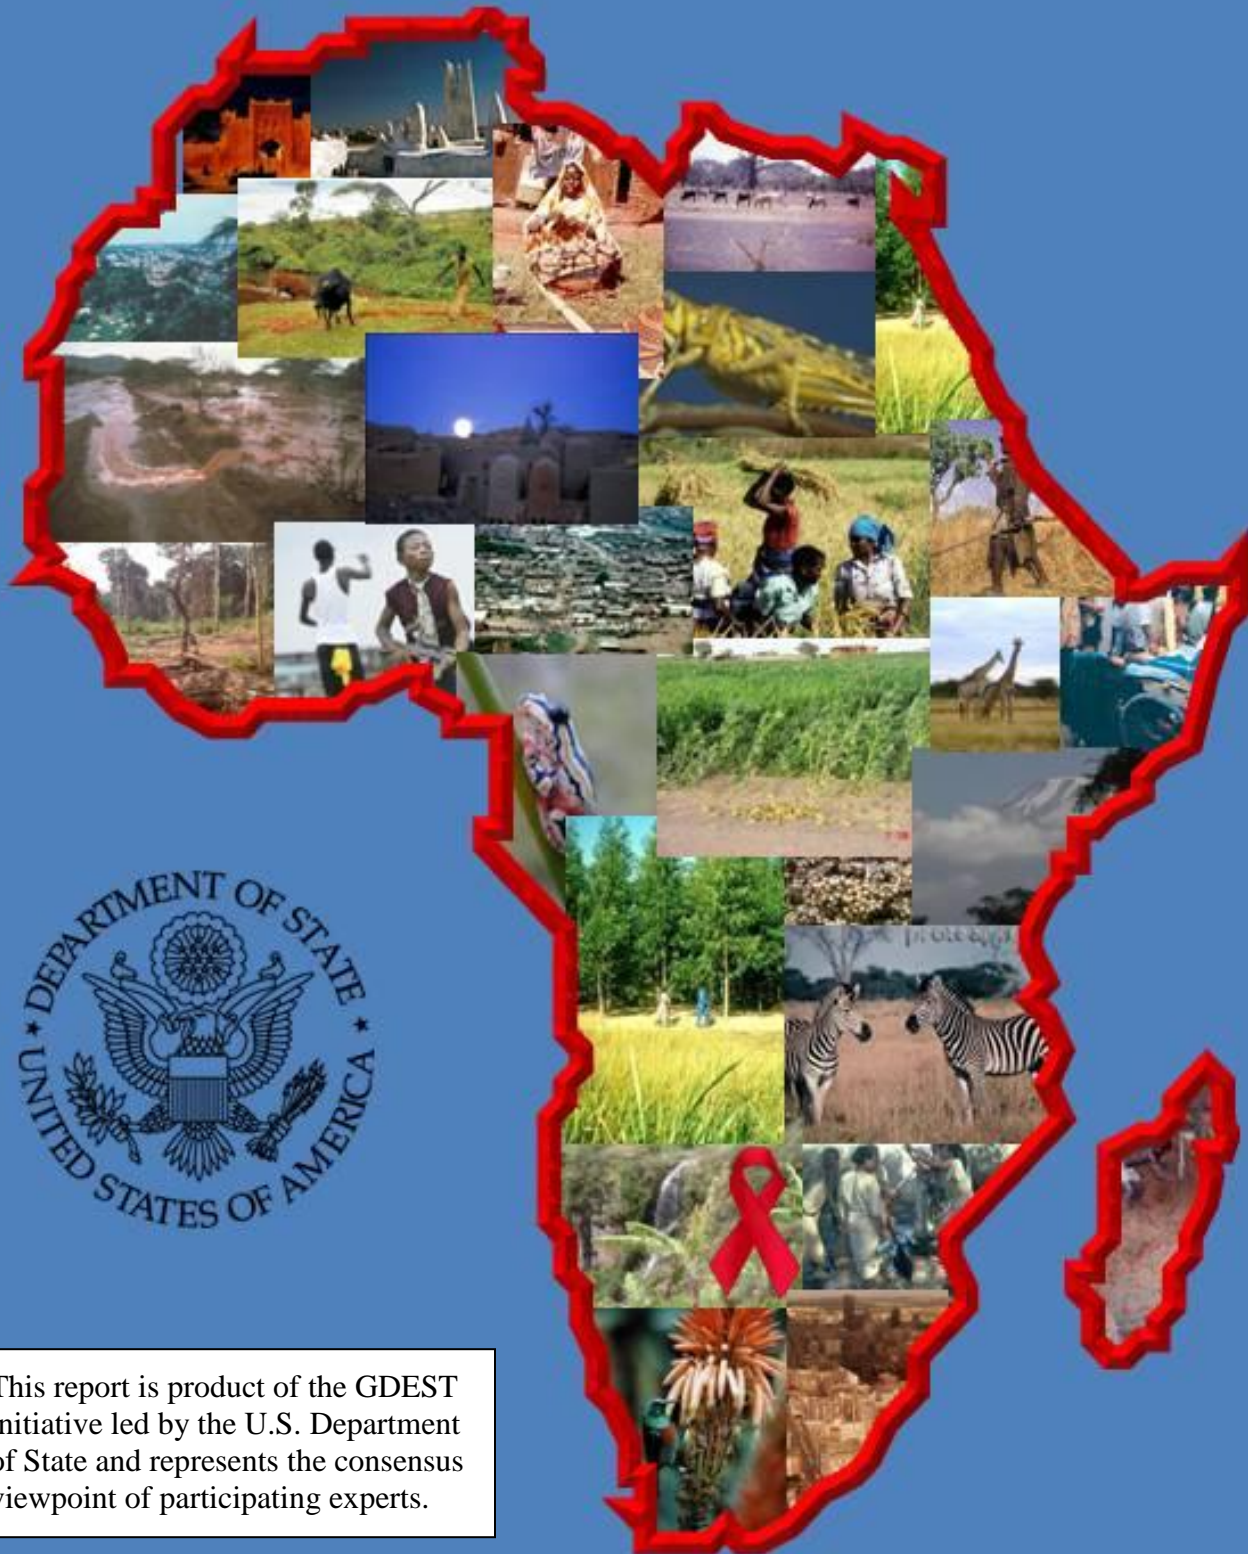 DEPARTMENT OF STATE
★ UNITED STATES OF AMERICA ★
This report is product of the GDEST
initiative led by the U.S. Department
of State and represents the consensus
viewpoint of participating experts.